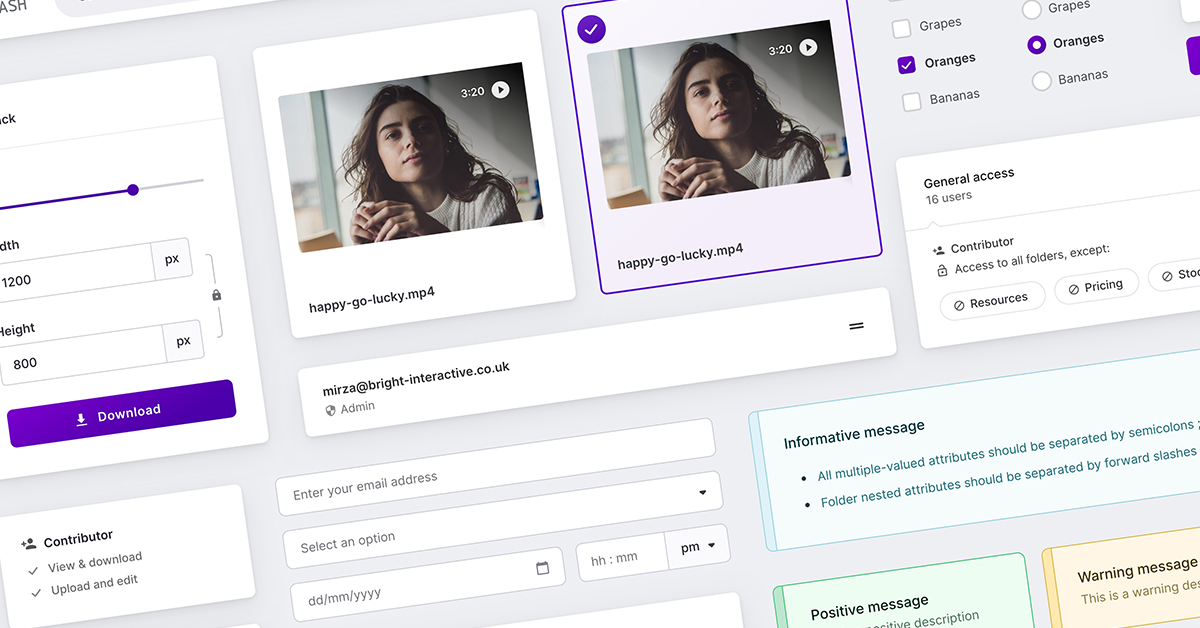 ASH
ck
dth
1200
px
Height
800
px
Download
Contributor
View & download
Upload and edit
3:20
happy-go-lucky.mp4
3:20
happy-go-lucky.mp4
mirza@bright-interactive.co.uk
Admin
Enter your email address
Select an option
dd/mm/yyyy
hh : mm
pm
Grapes
Oranges
Bananas
Grapes
Oranges
Bananas
General access
16 users
Contributor
Access to all folders, except:
Resources
Pricing
Stoc
Informative message
All multiple-valued attributes should be separated by semicolons ;
Folder nested attributes should be separated by forward slashes
Positive message
ositive description
Warning message
This is a warning des